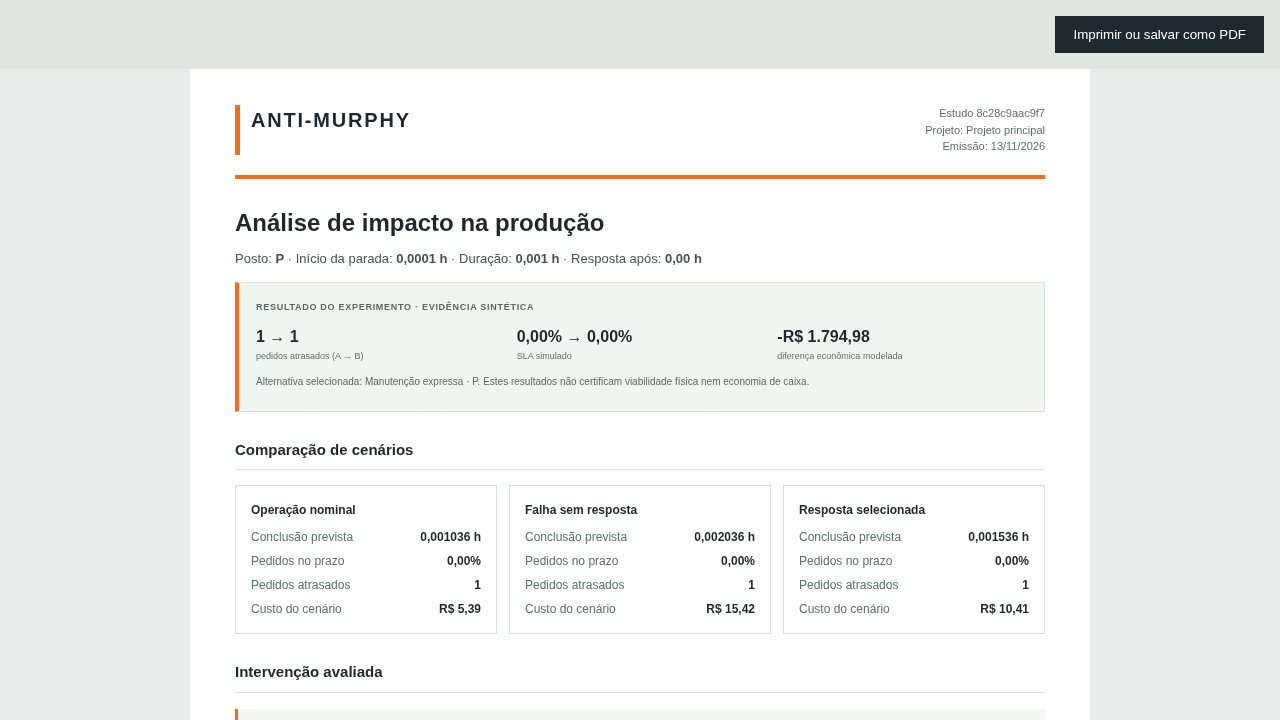 Imprimir ou salvar como PDF
ANTI-MURPHY
Estudo 8c28c9aac9f7
Projeto: Projeto principal
Emissão: 13/11/2026
Análise de impacto na produção
Posto: P · Início da parada: 0,0001 h · Duração: 0,001 h · Resposta após: 0,00 h
RESULTADO DO EXPERIMENTO · EVIDÊNCIA SINTÉTICA
1 → 1
pedidos atrasados (A → B)
0,00% → 0,00%
SLA simulado
-R$ 1.794,98
diferença econômica modelada
Alternativa selecionada: Manutenção expressa · P. Estes resultados não certificam viabilidade física nem economia de caixa.
Comparação de cenários
Operação nominal
Conclusão prevista 0,001036 h
Pedidos no prazo 0,00%
Pedidos atrasados 1
Custo do cenário R$ 5,39
Falha sem resposta
Conclusão prevista 0,002036 h
Pedidos no prazo 0,00%
Pedidos atrasados 1
Custo do cenário R$ 15,42
Resposta selecionada
Conclusão prevista 0,001536 h
Pedidos no prazo 0,00%
Pedidos atrasados 1
Custo do cenário R$ 10,41
Intervenção avaliada